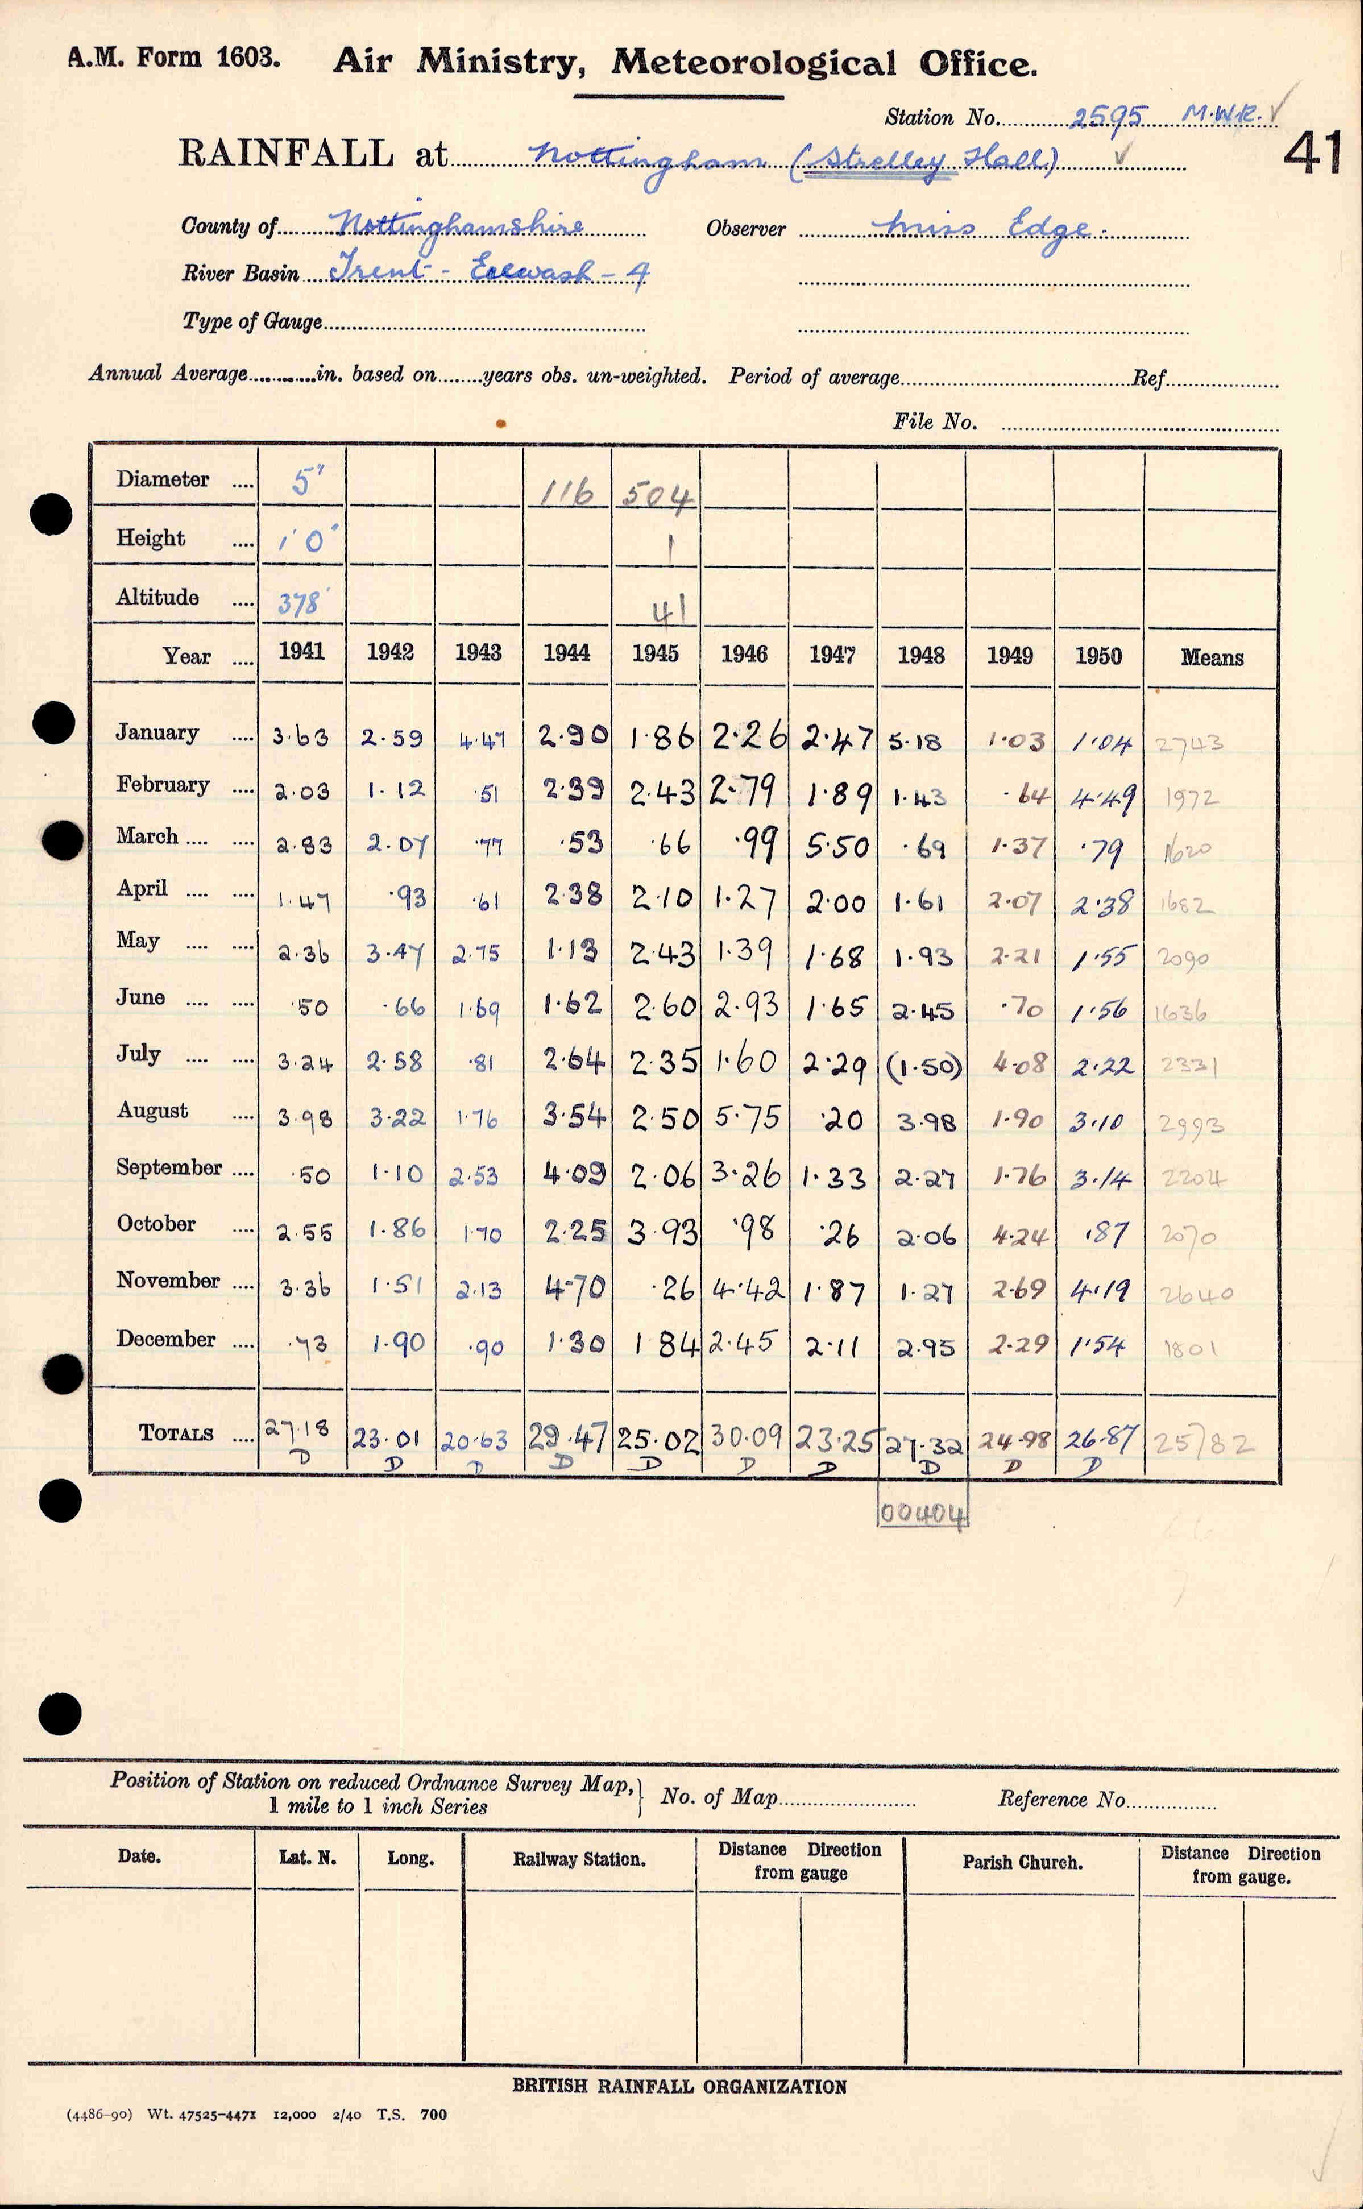 A.M. Form 1603. Air Ministry, Meteorological Office.
Station No. 2595 M.W.R. ✓
RAINFALL at Nottingham (Strelley Hall) ✓ 41
County of Nottinghamshire Observer Miss Edge.
River Basin Trent - Erewash - 4
Type of Gauge
Annual Average in. based on years obs. un-weighted. Period of average Ref.
File No.
Diameter .... 5" 116 504
Height .... 1' 0" 1
Altitude .... 378' 41
Year .... 1941 1942 1943 1944 1945 1946 1947 1948 1949 1950 Means
January .... 3.63 2.59 4.47 2.90 1.86 2.26 2.47 5.18 1.03 1.04 2743
February .... 2.03 1.12 .51 2.39 2.43 2.79 1.89 1.43 .64 4.49 1972
March .... .... 2.83 2.07 .77 .53 .66 .99 5.50 .69 1.37 .79 1620
April .... .... 1.47 .93 .61 2.38 2.10 1.27 2.00 1.61 2.07 2.38 1682
May .... .... 2.36 3.47 2.75 1.13 2.43 1.39 1.68 1.93 2.21 1.55 2090
June .... .... .50 .66 1.69 1.62 2.60 2.93 1.65 2.45 .70 1.56 1636
July .... .... 3.24 2.58 .81 2.64 2.35 1.60 2.29 (1.50) 4.08 2.22 2331
August .... 3.98 3.22 1.76 3.54 2.50 5.75 .20 3.98 1.90 3.10 2993
September .... .50 1.10 2.53 4.09 2.06 3.26 1.33 2.27 1.76 3.14 2204
October .... 2.55 1.86 1.70 2.25 3.93 .98 .26 2.06 4.24 .87 2070
November .... 3.36 1.51 2.13 4.70 .26 4.42 1.87 1.27 2.69 4.19 2640
December .... .73 1.90 .90 1.30 1 84 2.45 2.11 2.95 2.29 1.54 1801
TOTALS .... 27.18 23.01 20.63 29.47 25.02 30.09 23.25 27.32 24.98 26.87 25782
D D D D D D D D D D
00404
Position of Station on reduced Ordnance Survey Map, } No. of Map Reference No.
1 mile to 1 inch Series
Date. Lat. N. Long. Railway Station. Distance Direction Parish Church. Distance Direction
from gauge from gauge.
BRITISH RAINFALL ORGANIZATION
(4486-90) Wt. 47525-4471 12,000 2/40 T.S. 700